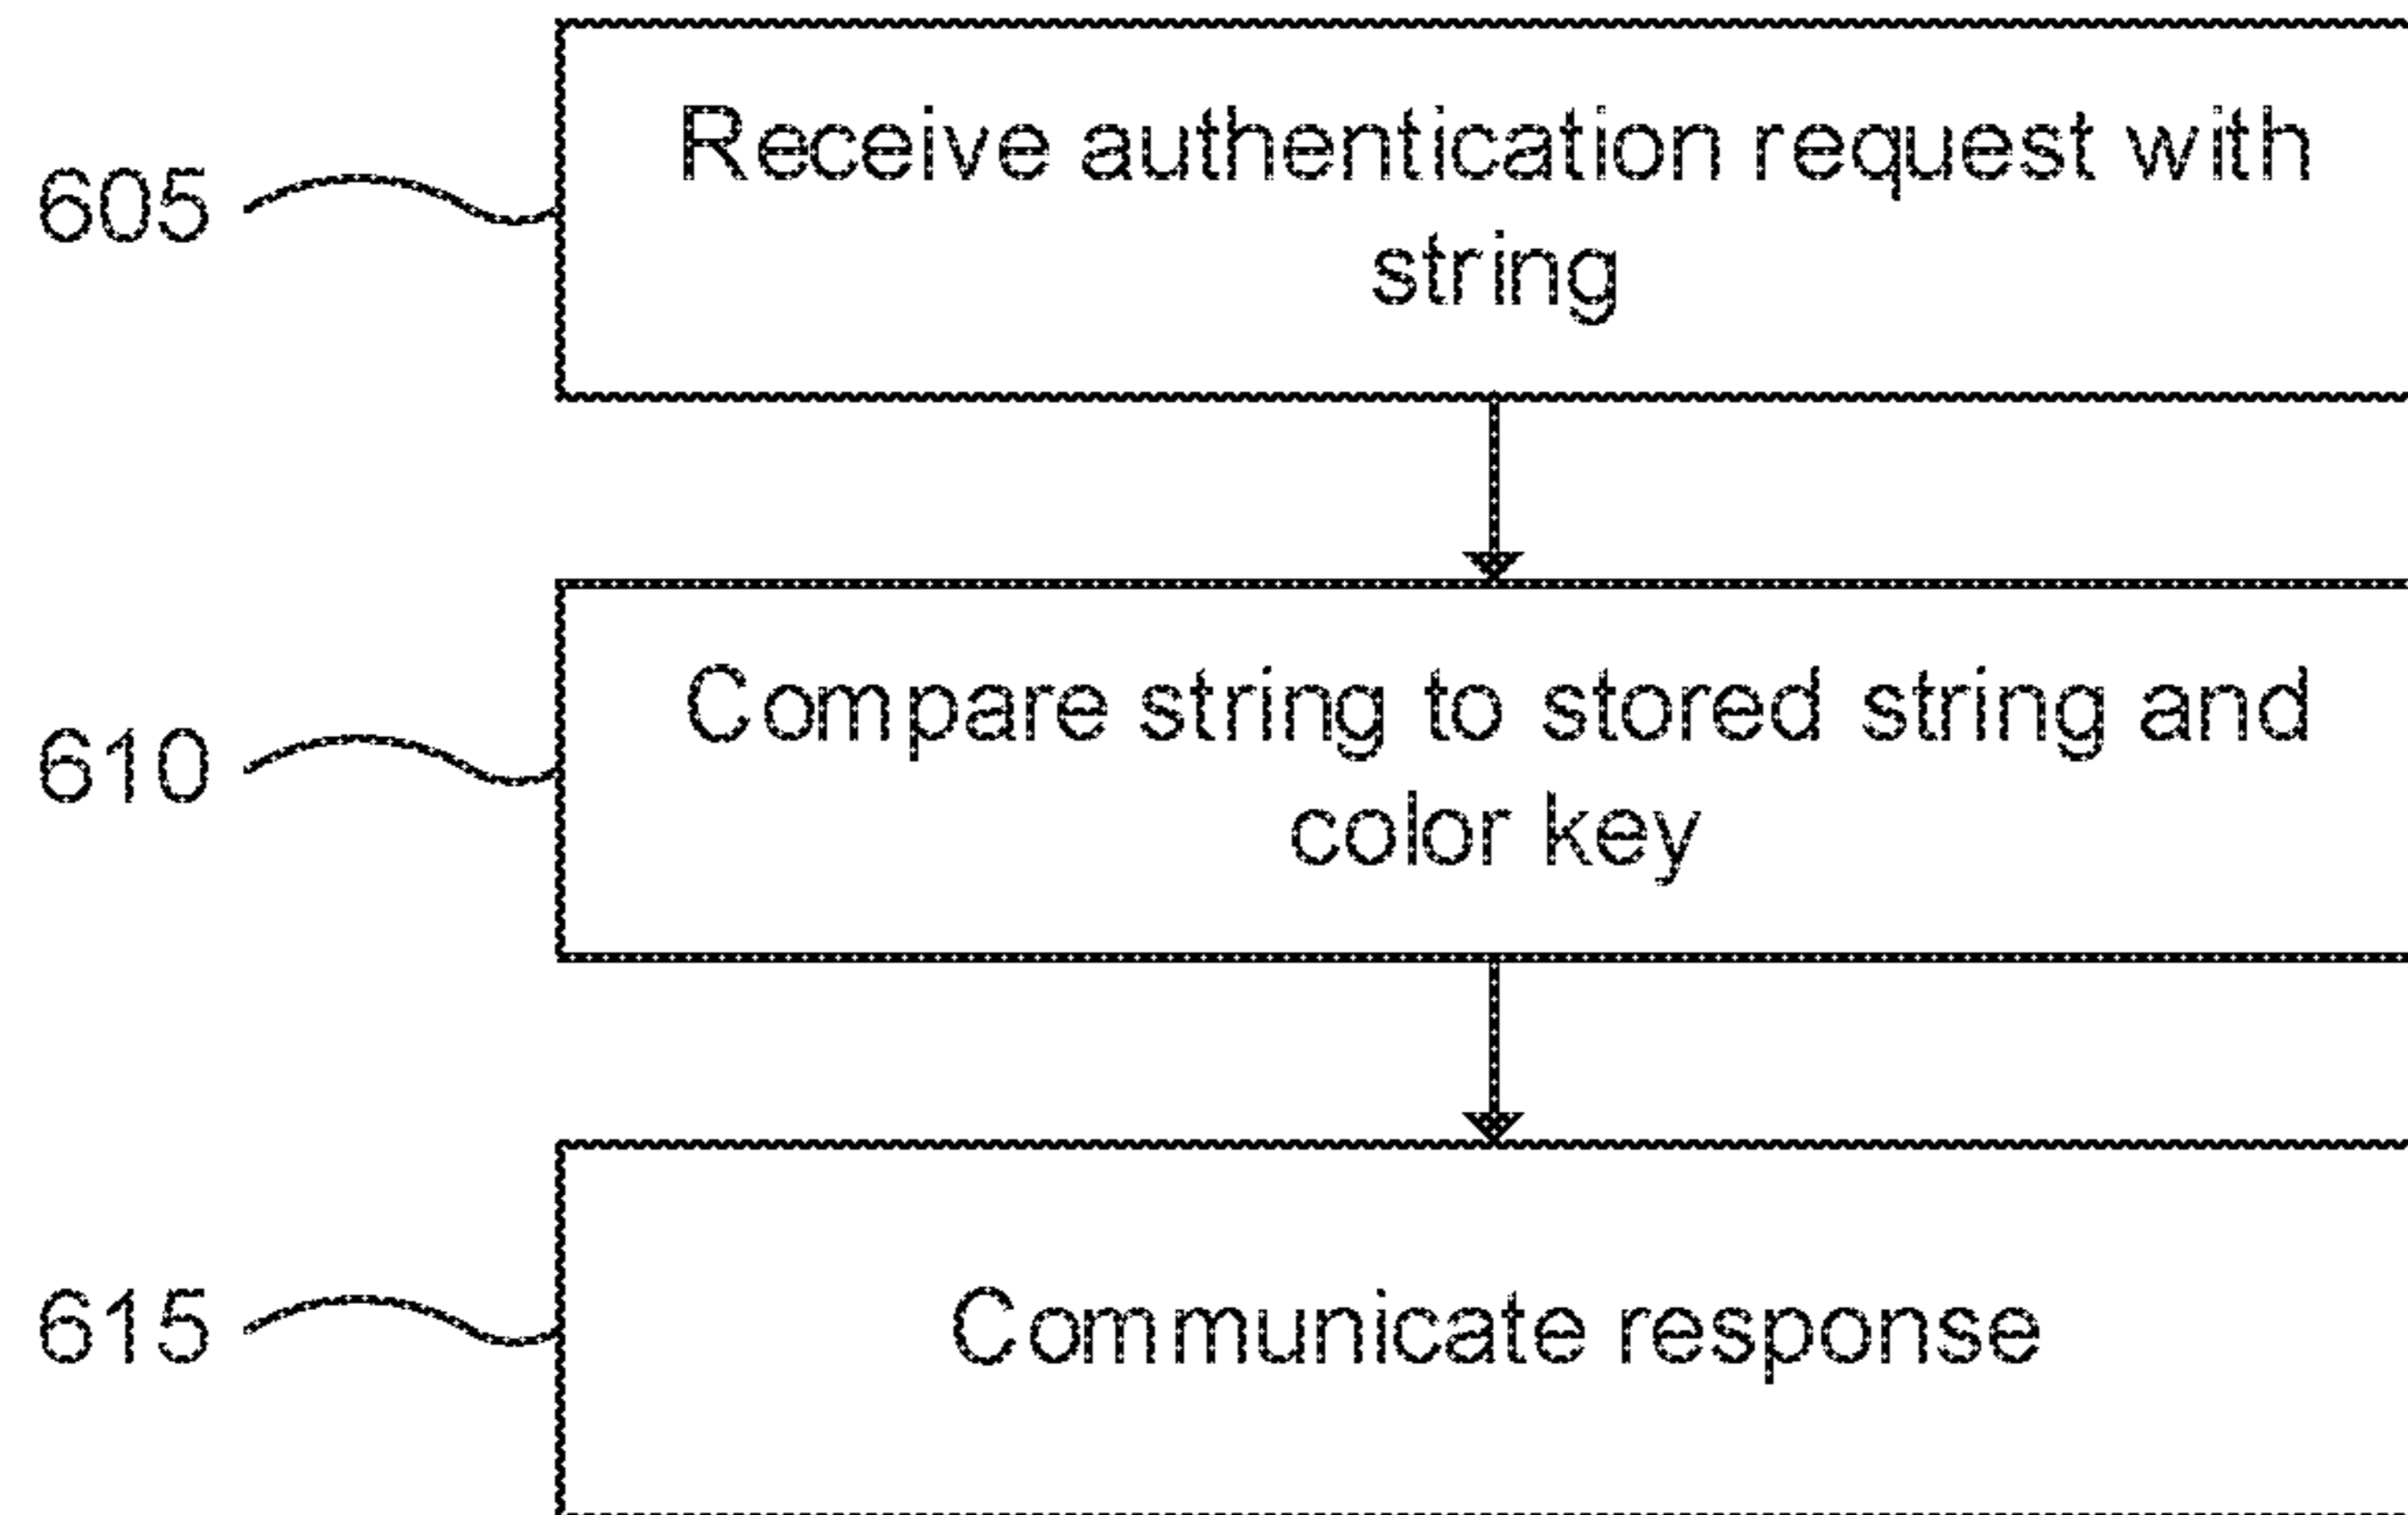 605
Receive authentication request with
string
610
Compare string to stored string and
color key
615
Communicate response